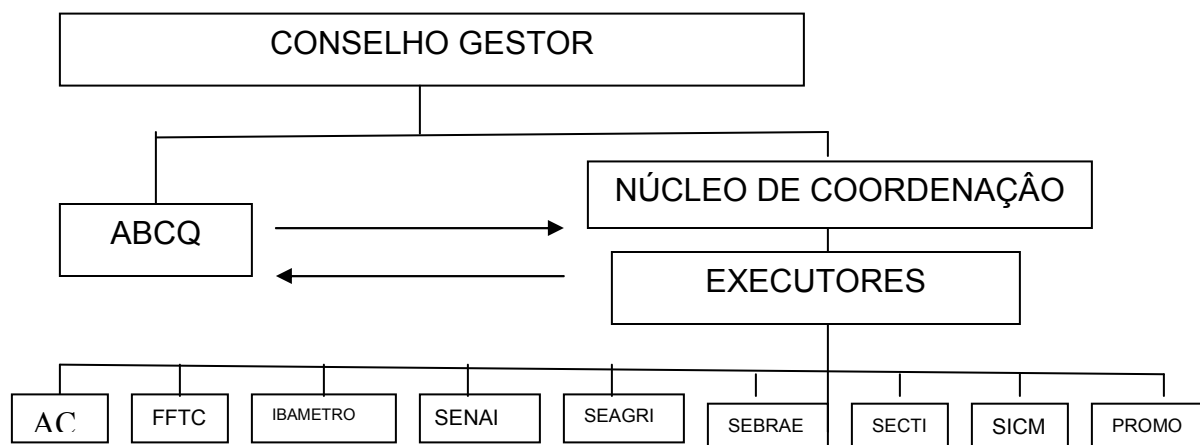 CONSELHO GESTOR
NÚCLEO DE COORDENAÇÂO
ABCQ
EXECUTORES
AC
FFTC
IBAMETRO
SENAI
SEAGRI
SEBRAE
SECTI
SICM
PROMO